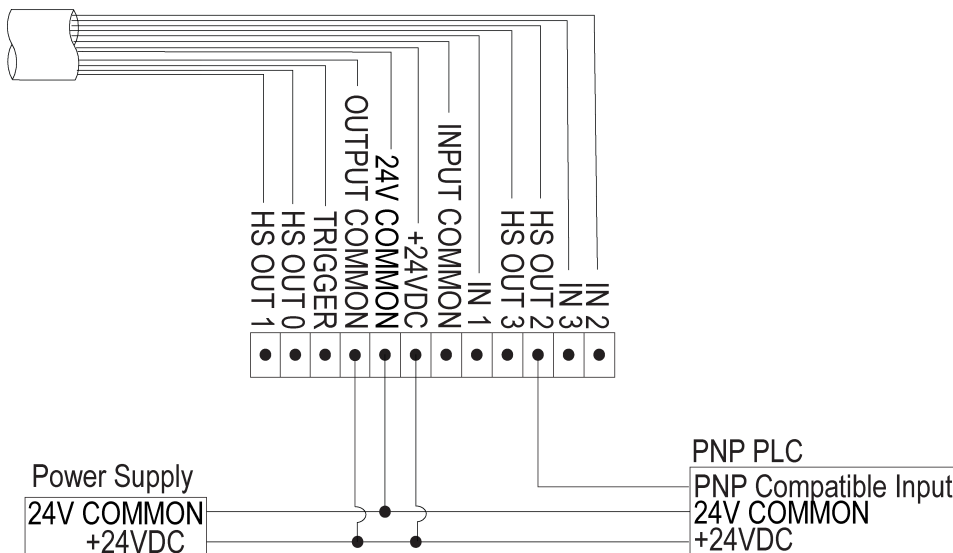 HS OUT 1
HS OUT 0
TRIGGER
OUTPUT COMMON
24V COMMON
+24VDC
INPUT COMMON
IN 1
HS OUT 3
HS OUT 2
IN 3
IN 2
Power Supply
24V COMMON
+24VDC
PNP PLC
PNP Compatible Input
24V COMMON
+24VDC